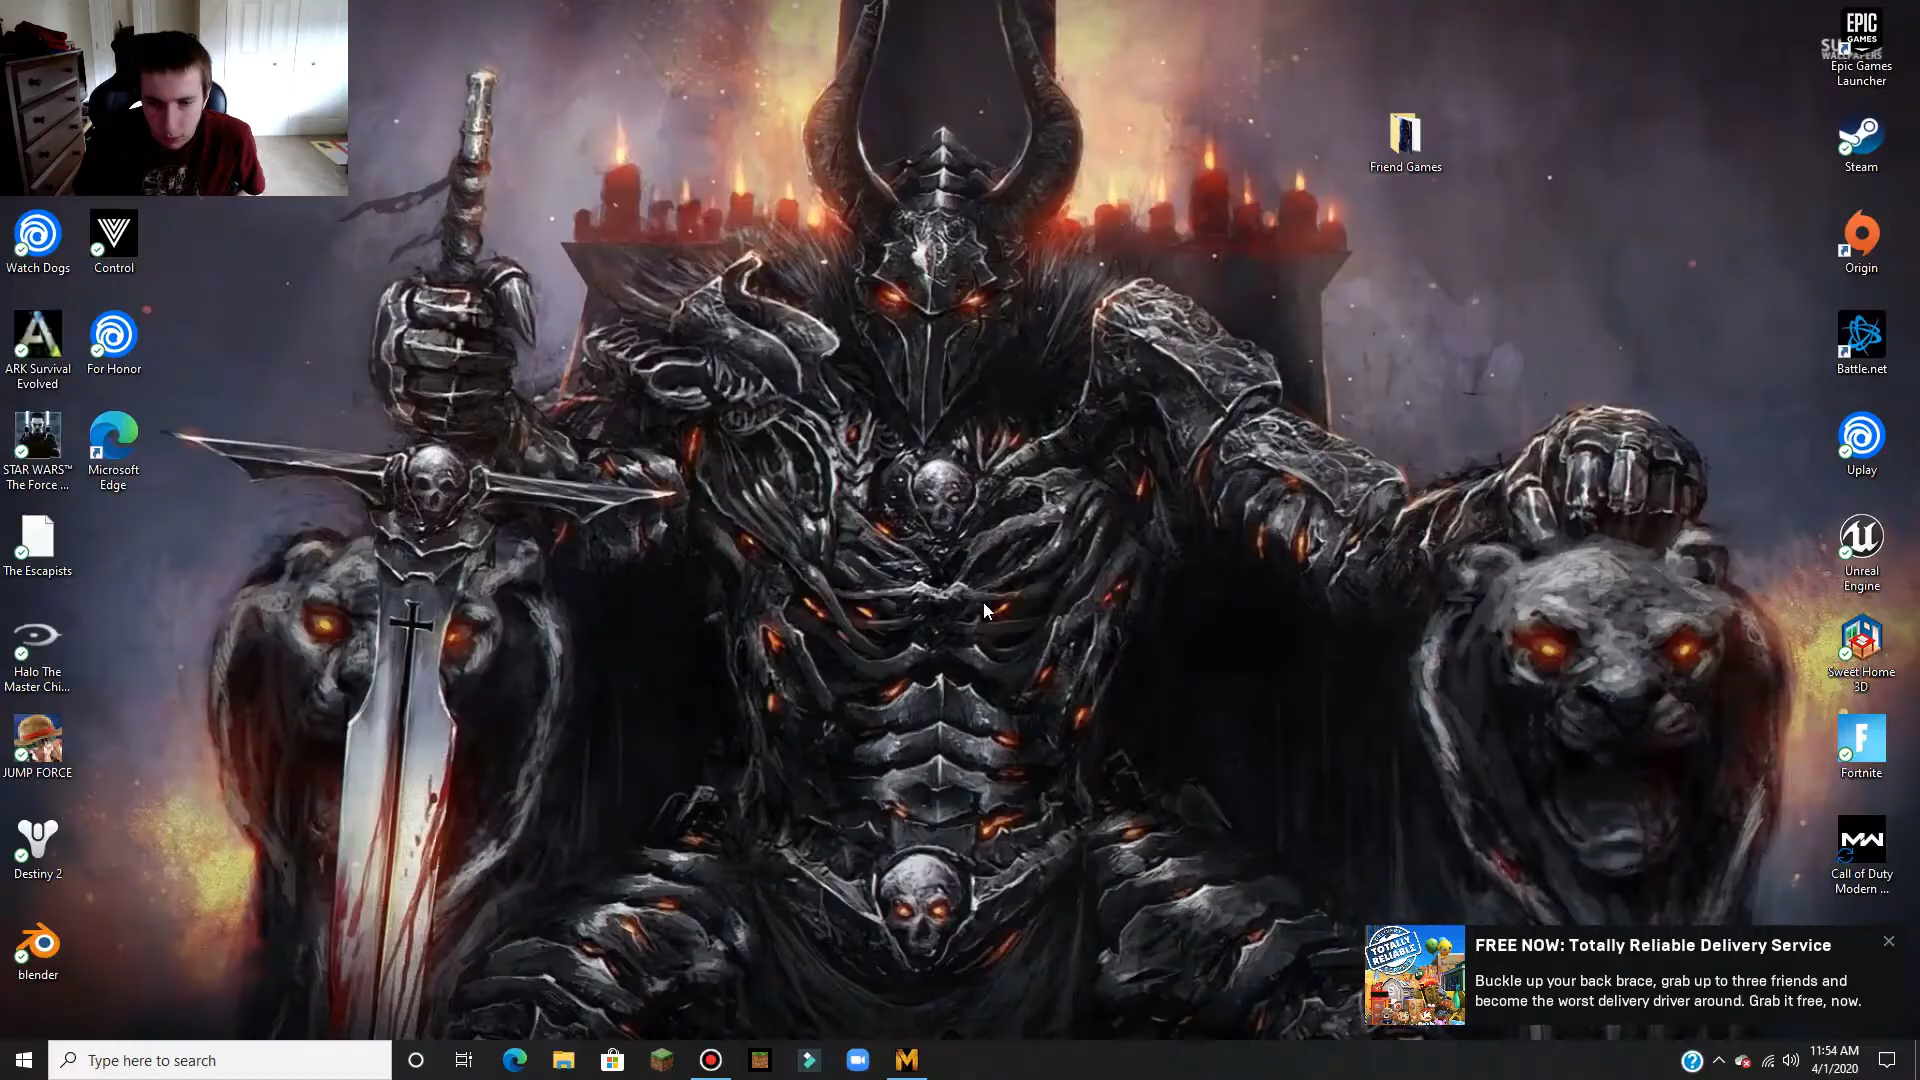 EPIC
GAMES
Epic Games
Launcher
Friend Games
Steam
Watch Dogs
Control
Origin
ARK Survival
Evolved
For Honor
Battle.net
STAR WARS™
The Force ...
Microsoft
Edge
Uplay
The Escapists
Unreal
Engine
Halo The
Master Chi...
Sweet Home
3D
JUMP FORCE
Fortnite
Destiny 2
Call of Duty
Modern ...
blender
TOTALLY
RELIABLE
FREE NOW: Totally Reliable Delivery Service
Buckle up your back brace, grab up to three friends and
become the worst delivery driver around. Grab it free, now.
Type here to search
11:54 AM
4/1/2020